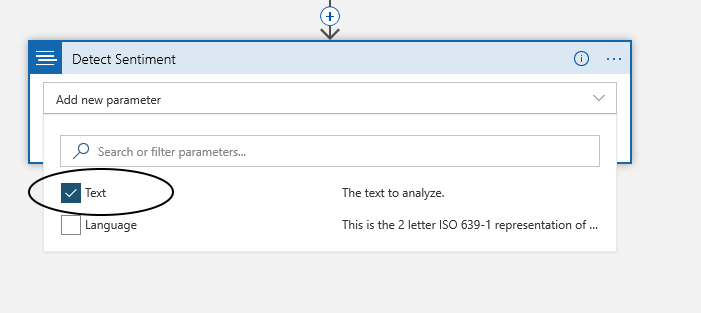 Detect Sentiment
Add new parameter
Search or filter parameters...
Text The text to analyze.
Language This is the 2 letter ISO 639-1 representation of ...